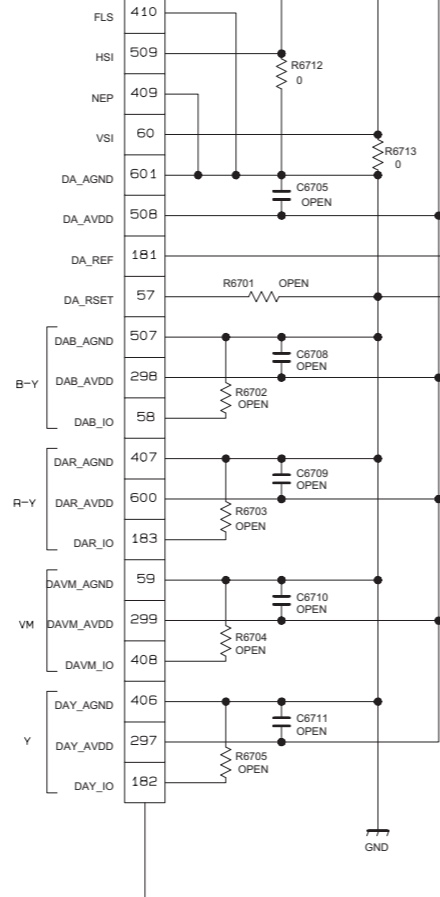 FLS 410
HSI 509
R6712
0
NEP 409
VSI 60
R6713
0
DA_AGND 601
C6705
OPEN
DA_AVDD 508
DA_REF 181
R6701 OPEN
DA_RSET 57
DAB_AGND 507
C6708
OPEN
B-Y DAB_AVDD 298
R6702
OPEN
DAB_IO 58
DAR_AGND 407
C6709
OPEN
R-Y DAR_AVDD 600
R6703
OPEN
DAR_IO 183
DAVM_AGND 59
C6710
OPEN
VM DAVM_AVDD 299
R6704
OPEN
DAVM_IO 408
DAY_AGND 406
C6711
OPEN
Y DAY_AVDD 297
R6705
OPEN
DAY_IO 182
GND